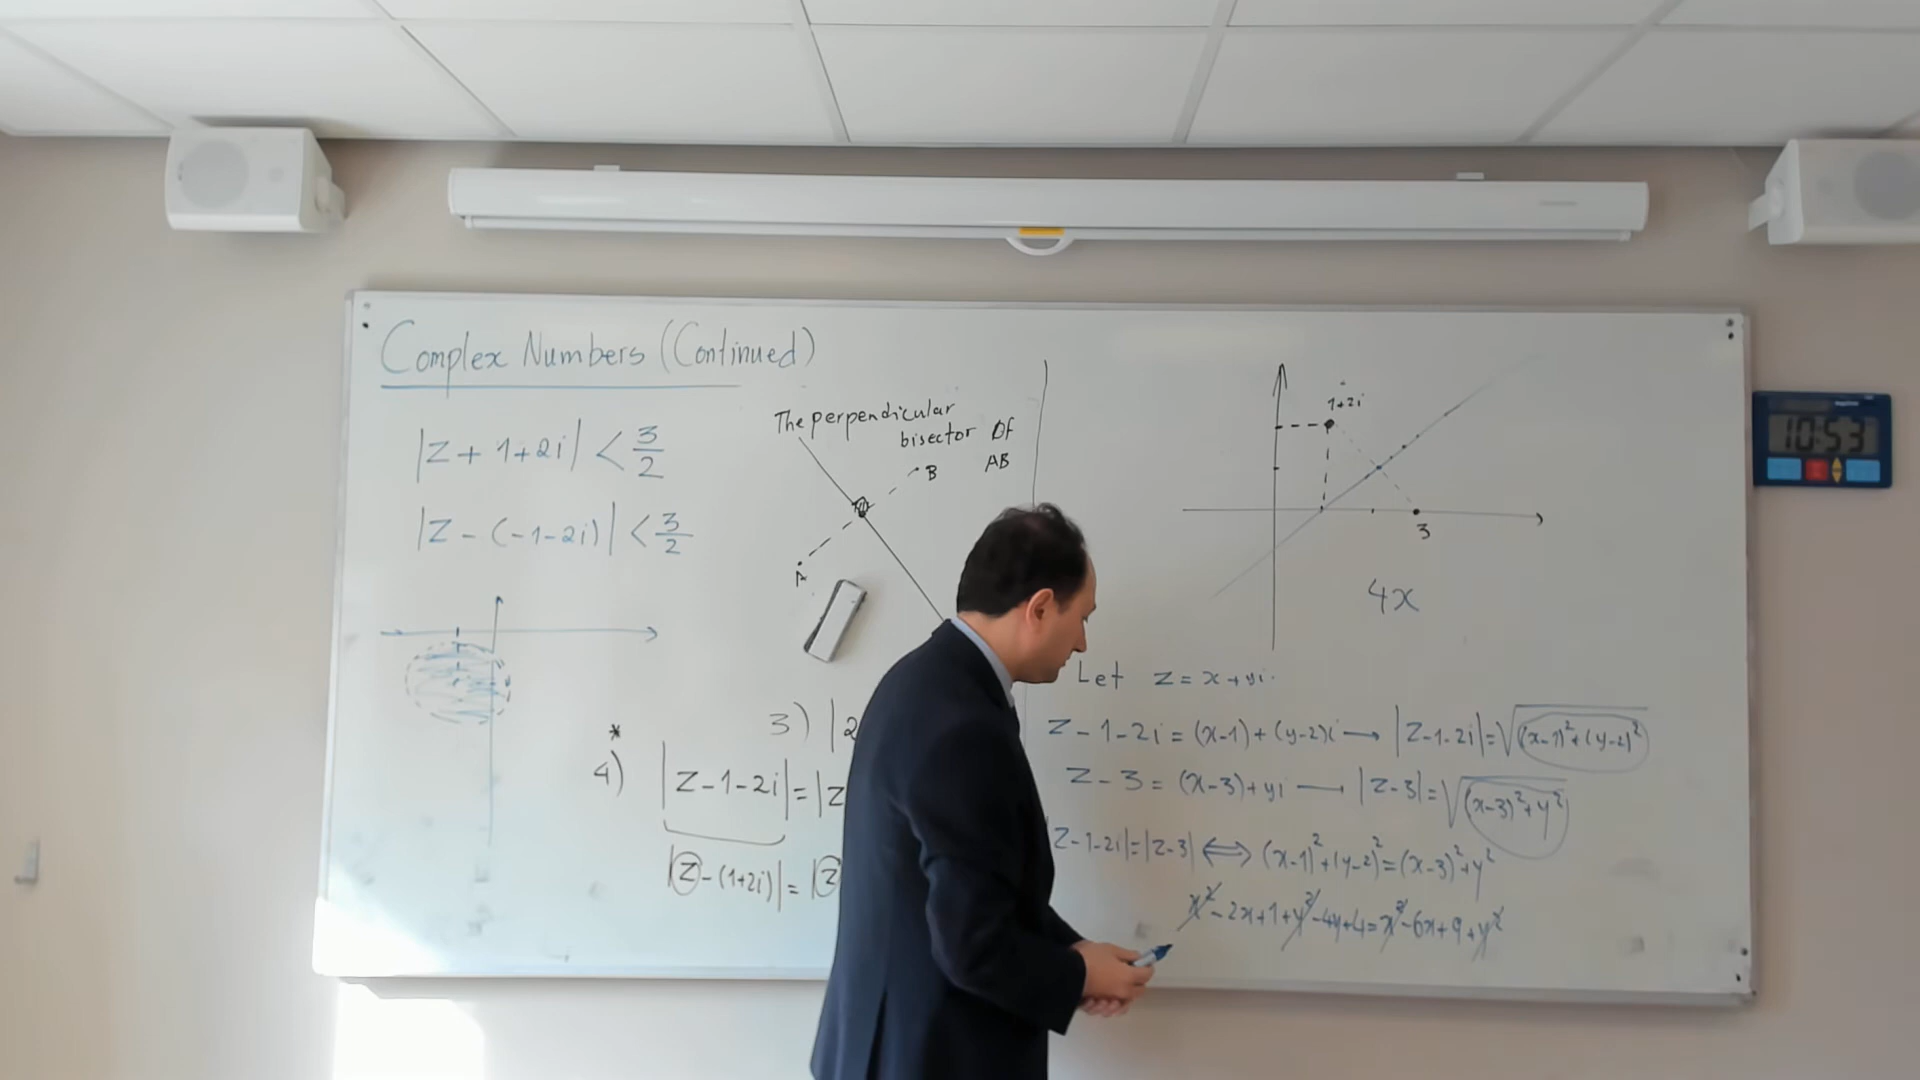 Complex Numbers (Continued)
|z + 1 + 2i| < 3/2
|z - (-1-2i)| < 3/2
The perpendicular
bisector Of
AB
B
A
3) |2
*
4) |z-1-2i| = |z
|z-(1+2i)| = |z
1+2i
3
4x
Let z = x+yi
z-1-2i = (x-1)+(y-2)i → |z-1-2i| = √((x-1)²+(y-2)²)
z-3 = (x-3)+yi → |z-3| = √((x-3)²+y²)
|z-1-2i| = |z-3| ⟺ (x-1)²+(y-2)² = (x-3)²+y²
x²-2x+1+y²-4y+4 = x²-6x+9+y²
10:53